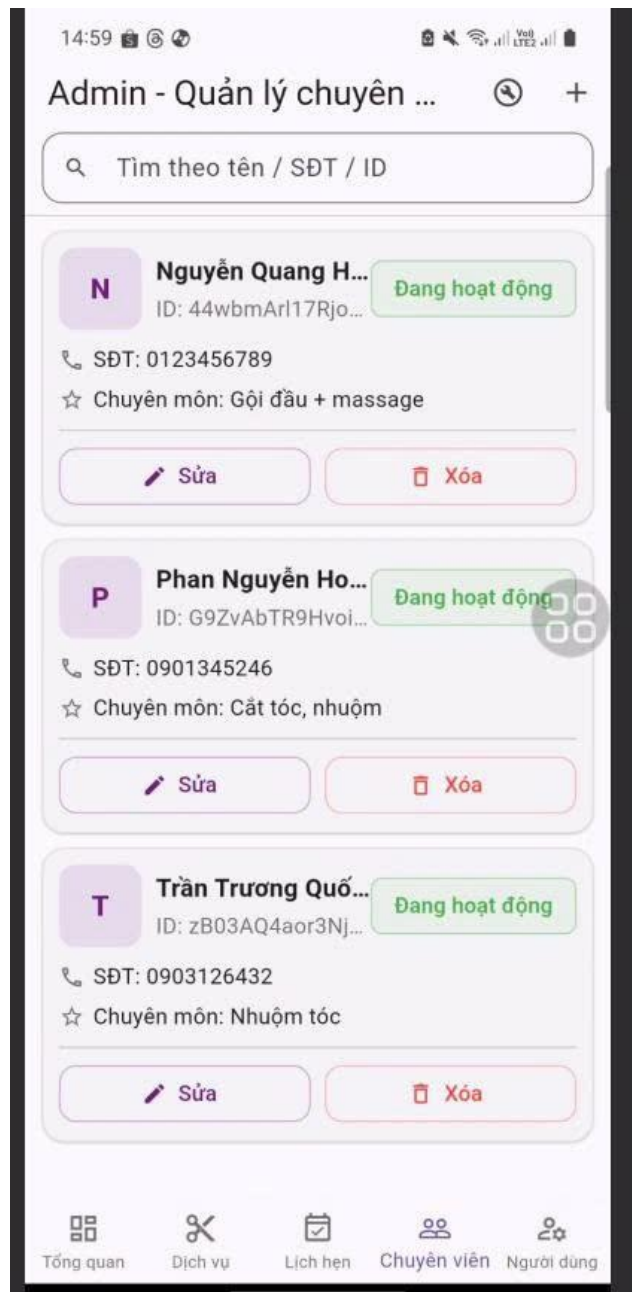 14:59
Admin - Quản lý chuyên ...
Tìm theo tên / SĐT / ID
N
Nguyễn Quang H...
ID: 44wbmArl17Rjo...
Đang hoạt động
SĐT: 0123456789
Chuyên môn: Gội đầu + massage
Sửa
Xóa
P
Phan Nguyễn Ho...
ID: G9ZvAbTR9Hvoi...
Đang hoạt động
SĐT: 0901345246
Chuyên môn: Cắt tóc, nhuộm
Sửa
Xóa
T
Trần Trương Quố...
ID: zB03AQ4aor3Nj...
Đang hoạt động
SĐT: 0903126432
Chuyên môn: Nhuộm tóc
Sửa
Xóa
Tổng quan
Dịch vụ
Lịch hẹn
Chuyên viên
Người dùng